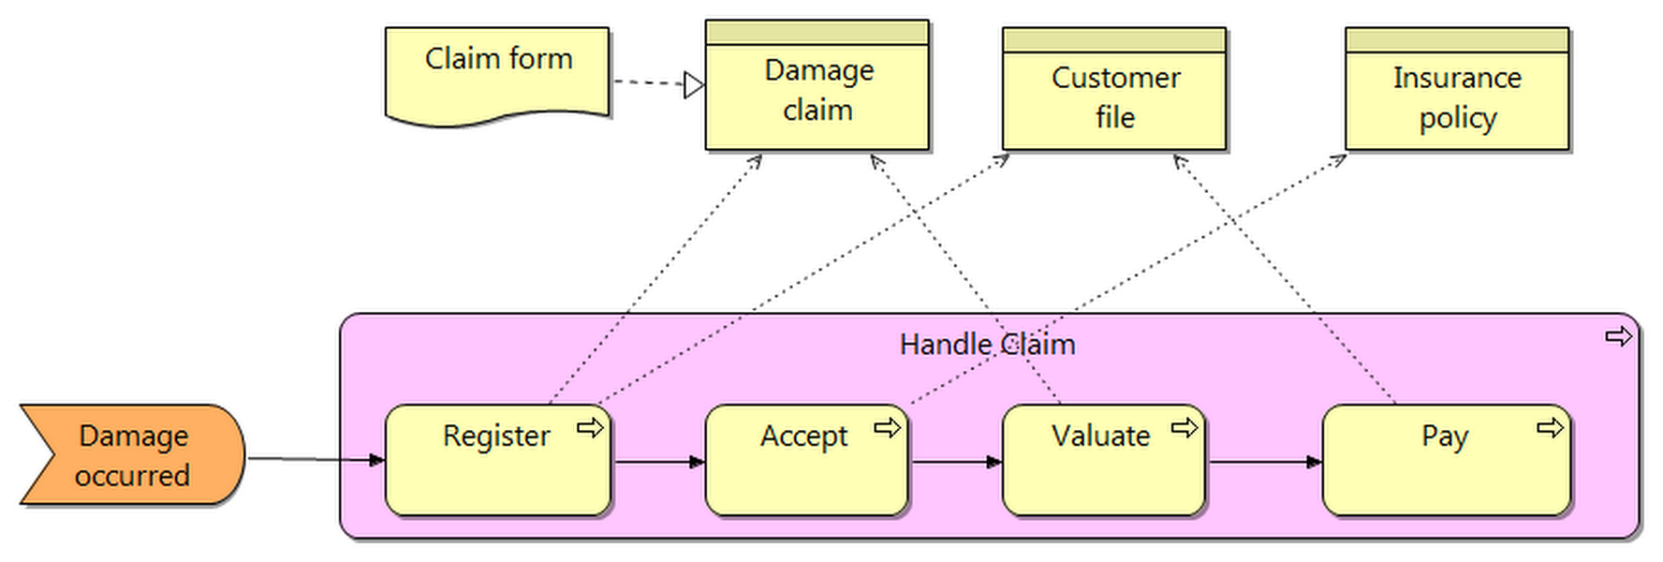 Claim form
Damage
claim
Customer
file
Insurance
policy
Handle Claim
Damage
occurred
Register
Accept
Valuate
Pay